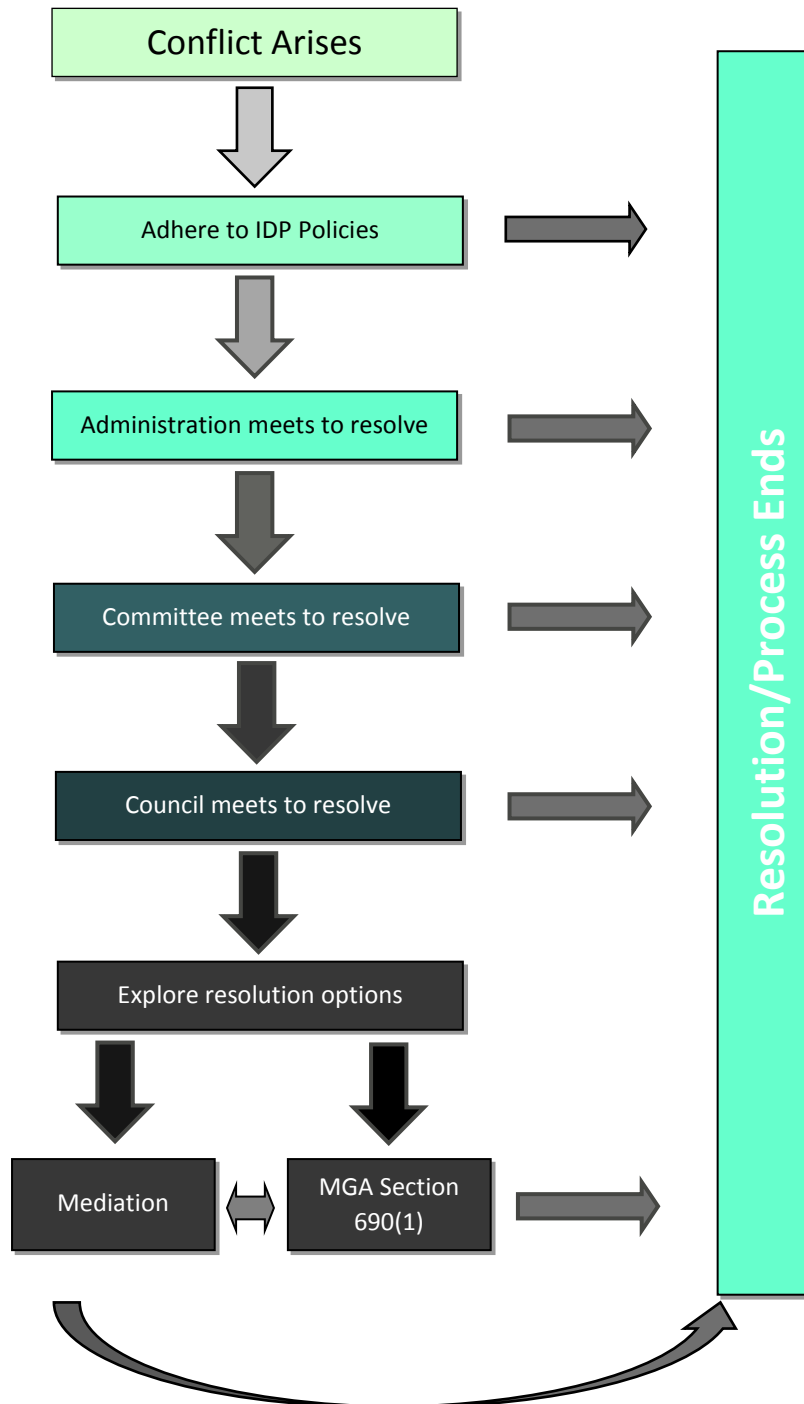 Conflict Arises
Adhere to IDP Policies
Administration meets to resolve
Committee meets to resolve
Council meets to resolve
Explore resolution options
Mediation
MGA Section
690(1)
Resolution/Process Ends